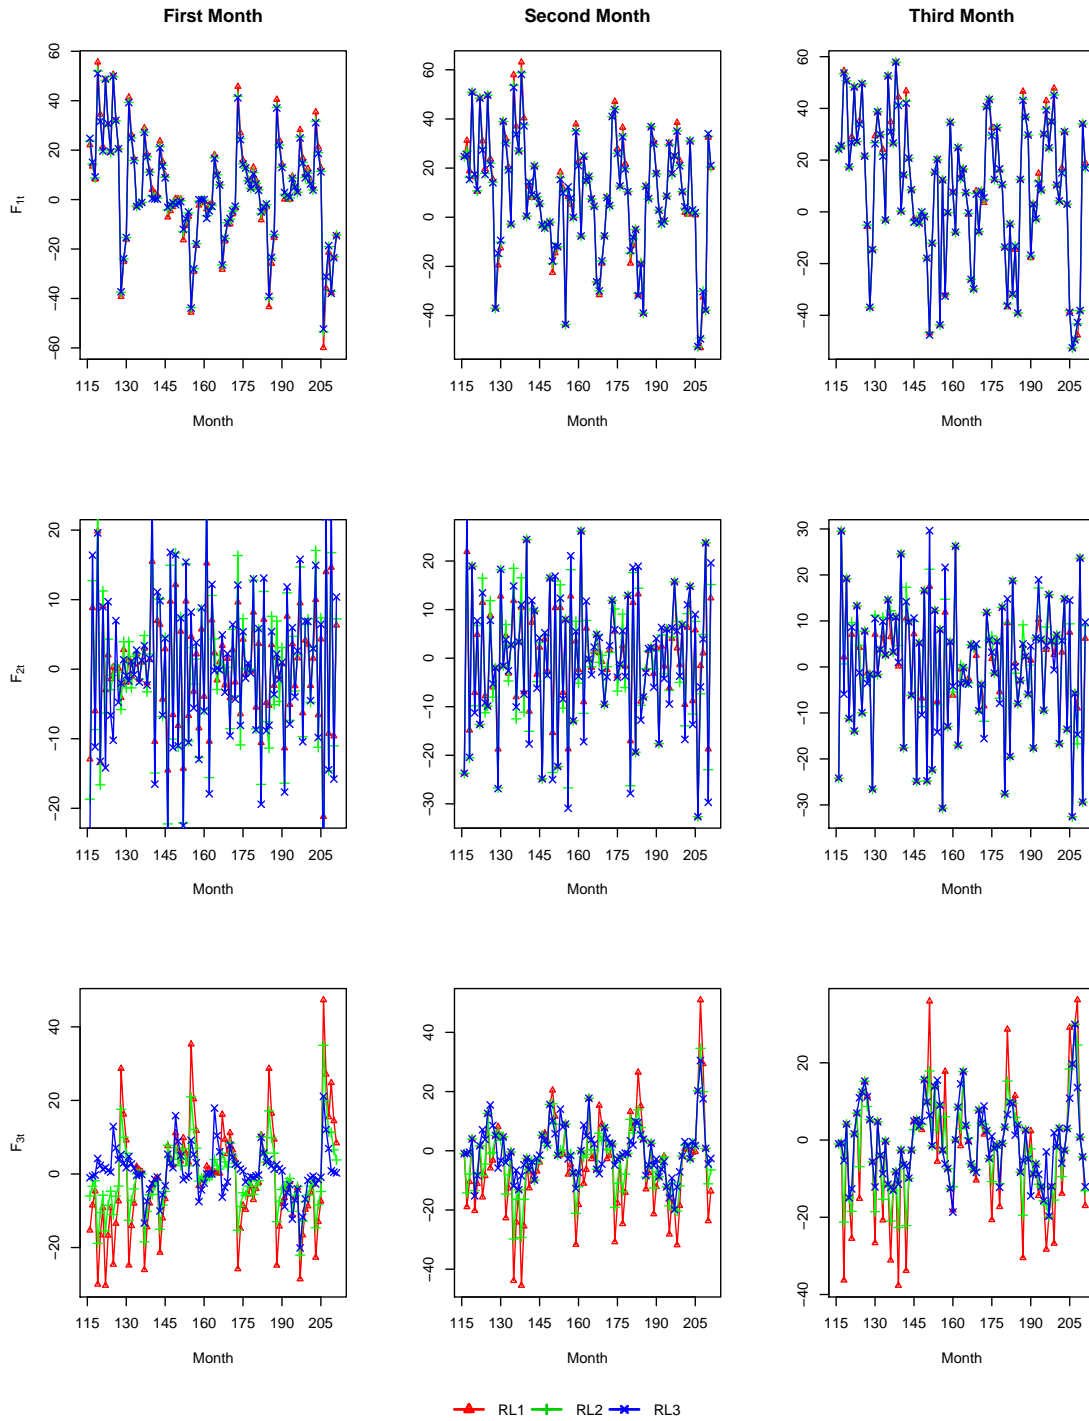 First Month Second Month Third Month
F1t
60 40 20 0 −20 −40 −60
60 40 20 0 −20 −40
60 40 20 0 −20 −40
115 130 145 160 175 190 205
115 130 145 160 175 190 205
115 130 145 160 175 190 205
Month Month Month
F2t
20 10 0 −10 −20
20 10 0 −10 −20 −30
30 20 10 0 −10 −20 −30
115 130 145 160 175 190 205
115 130 145 160 175 190 205
115 130 145 160 175 190 205
Month Month Month
F3t
40 20 0 −20
40 20 0 −20 −40
20 0 −20 −40
115 130 145 160 175 190 205
115 130 145 160 175 190 205
115 130 145 160 175 190 205
Month Month Month
RL1 RL2 RL3